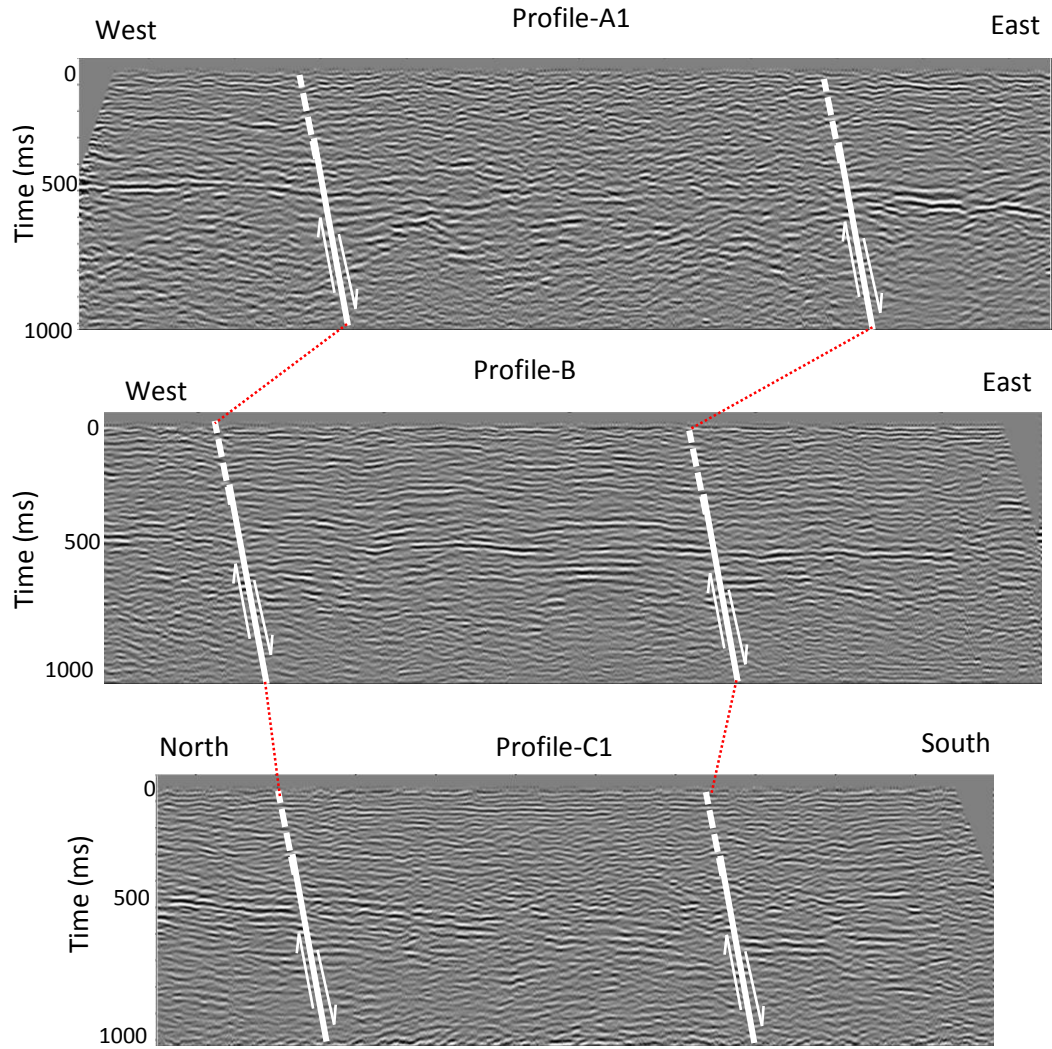 Profile-A1
West
East
0
500
1000
Time (ms)
Profile-B
West
East
0
500
1000
Time (ms)
North
Profile-C1
South
0
500
1000
Time (ms)